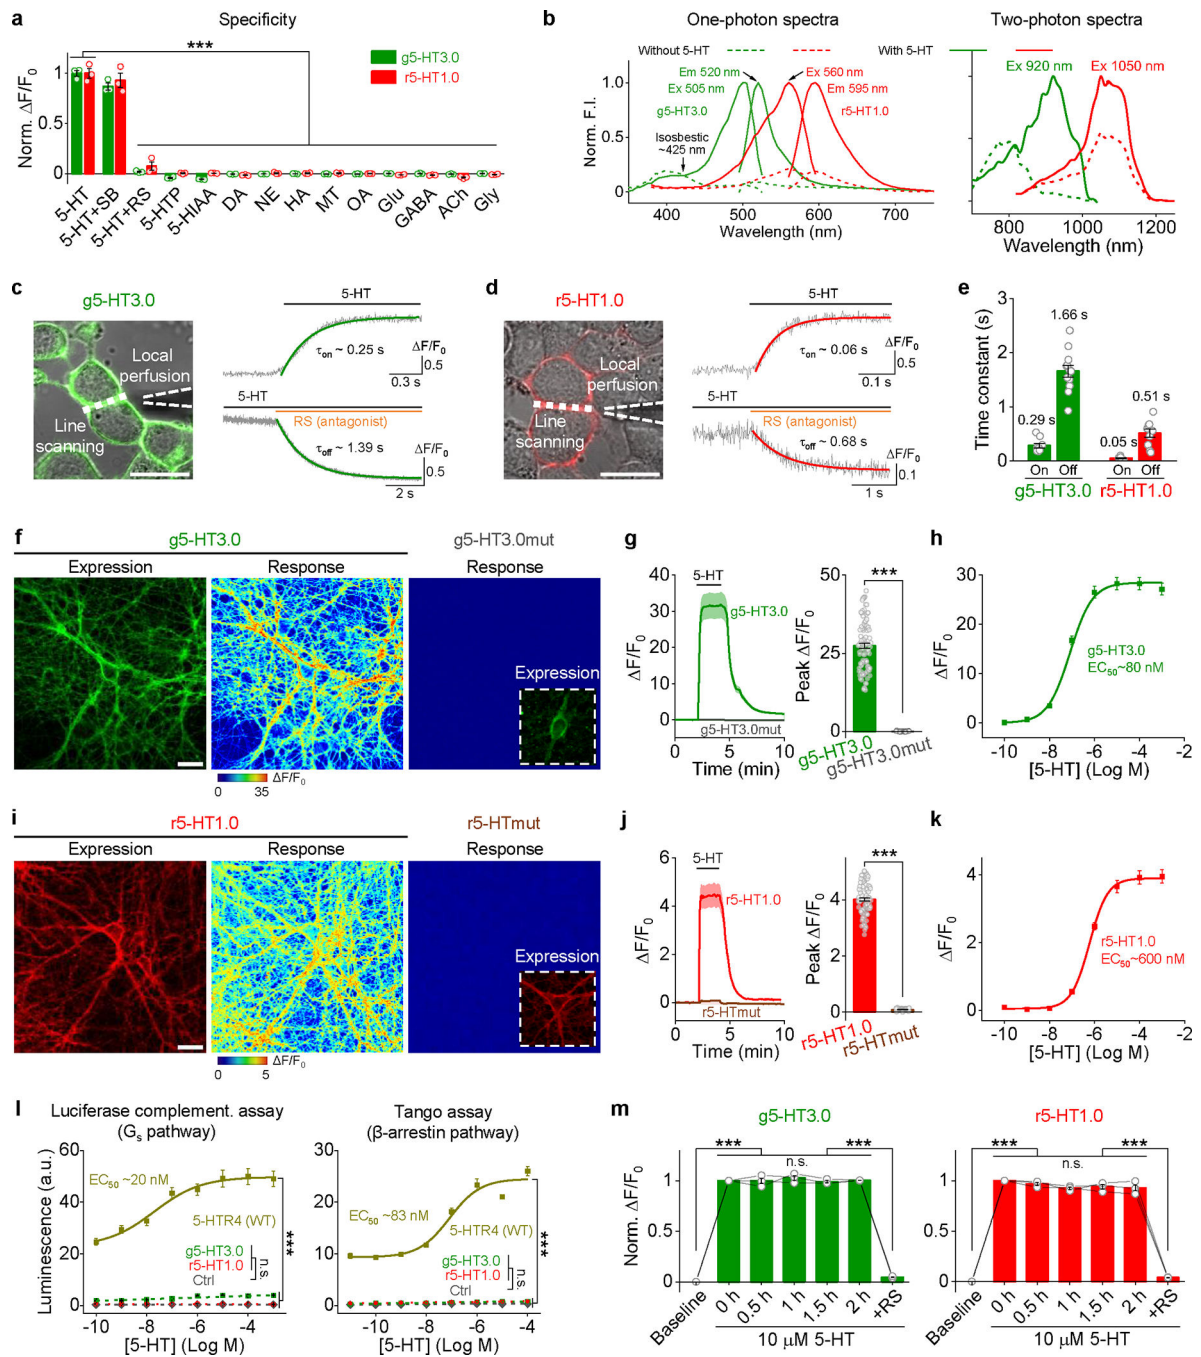 a
Specificity
***
g5-HT3.0
r5-HT1.0
Norm. ΔF/F0
1
0
5-HT
5-HT+SB
5-HT+RS
5-HTP
5-HIAA
DA
NE
HA
MT
OA
Glu
GABA
ACh
Gly
b
One-photon spectra
Two-photon spectra
Without 5-HT
With 5-HT
Em 520 nm
Ex 560 nm
Ex 505 nm
Em 595 nm
g5-HT3.0
r5-HT1.0
Isosbestic
~425 nm
Norm. F.I.
1.0
0.5
0
400 500 600 700
Wavelength (nm)
Ex 920 nm
Ex 1050 nm
800 1000 1200
Wavelength (nm)
c
g5-HT3.0
Local
perfusion
Line
scanning
5-HT
τon ~ 0.25 s
ΔF/F0
0.5
0.3 s
5-HT
RS (antagonist)
τoff ~ 1.39 s
ΔF/F0
0.5
2 s
d
r5-HT1.0
Local
perfusion
Line
scanning
5-HT
τon ~ 0.06 s
ΔF/F0
0.5
0.1 s
5-HT
RS (antagonist)
τoff ~ 0.68 s
ΔF/F0
0.1
1 s
e
Time constant (s)
3
2
1
0
0.29 s
1.66 s
0.05 s
0.51 s
On Off On Off
g5-HT3.0 r5-HT1.0
f
g5-HT3.0
g5-HT3.0mut
Expression
Response
Response
Expression
0 35
ΔF/F0
g
ΔF/F0
40
30
20
10
0
5-HT
g5-HT3.0
g5-HT3.0mut
0 5 10
Time (min)
Peak ΔF/F0
50
25
0
***
g5-HT3.0
g5-HT3.0mut
h
ΔF/F0
30
20
10
0
g5-HT3.0
EC50~80 nM
-10 -8 -6 -4 -2
[5-HT] (Log M)
i
r5-HT1.0
r5-HTmut
Expression
Response
Response
Expression
0 5
ΔF/F0
j
ΔF/F0
6
4
2
0
5-HT
r5-HT1.0
r5-HTmut
0 5 10
Time (min)
Peak ΔF/F0
5
0
***
r5-HT1.0
r5-HTmut
k
ΔF/F0
4
2
0
r5-HT1.0
EC50~600 nM
-10 -8 -6 -4 -2
[5-HT] (Log M)
l
Luciferase complement. assay
(Gs pathway)
Luminescence (a.u.)
60
40
20
0
EC50 ~20 nM
5-HTR4 (WT)
g5-HT3.0
r5-HT1.0
Ctrl
n.s.
***
-10 -8 -6 -4
[5-HT] (Log M)
Tango assay
(β-arrestin pathway)
30
20
10
0
EC50 ~83 nM
5-HTR4 (WT)
g5-HT3.0
r5-HT1.0
Ctrl
n.s.
***
-10 -8 -6 -4
[5-HT] (Log M)
m
g5-HT3.0
*** ***
n.s.
Norm. ΔF/F0
1
0
Baseline
0 h
0.5 h
1 h
1.5 h
2 h
+RS
10 μM 5-HT
r5-HT1.0
*** ***
n.s.
1
0
Baseline
0 h
0.5 h
1 h
1.5 h
2 h
+RS
10 μM 5-HT